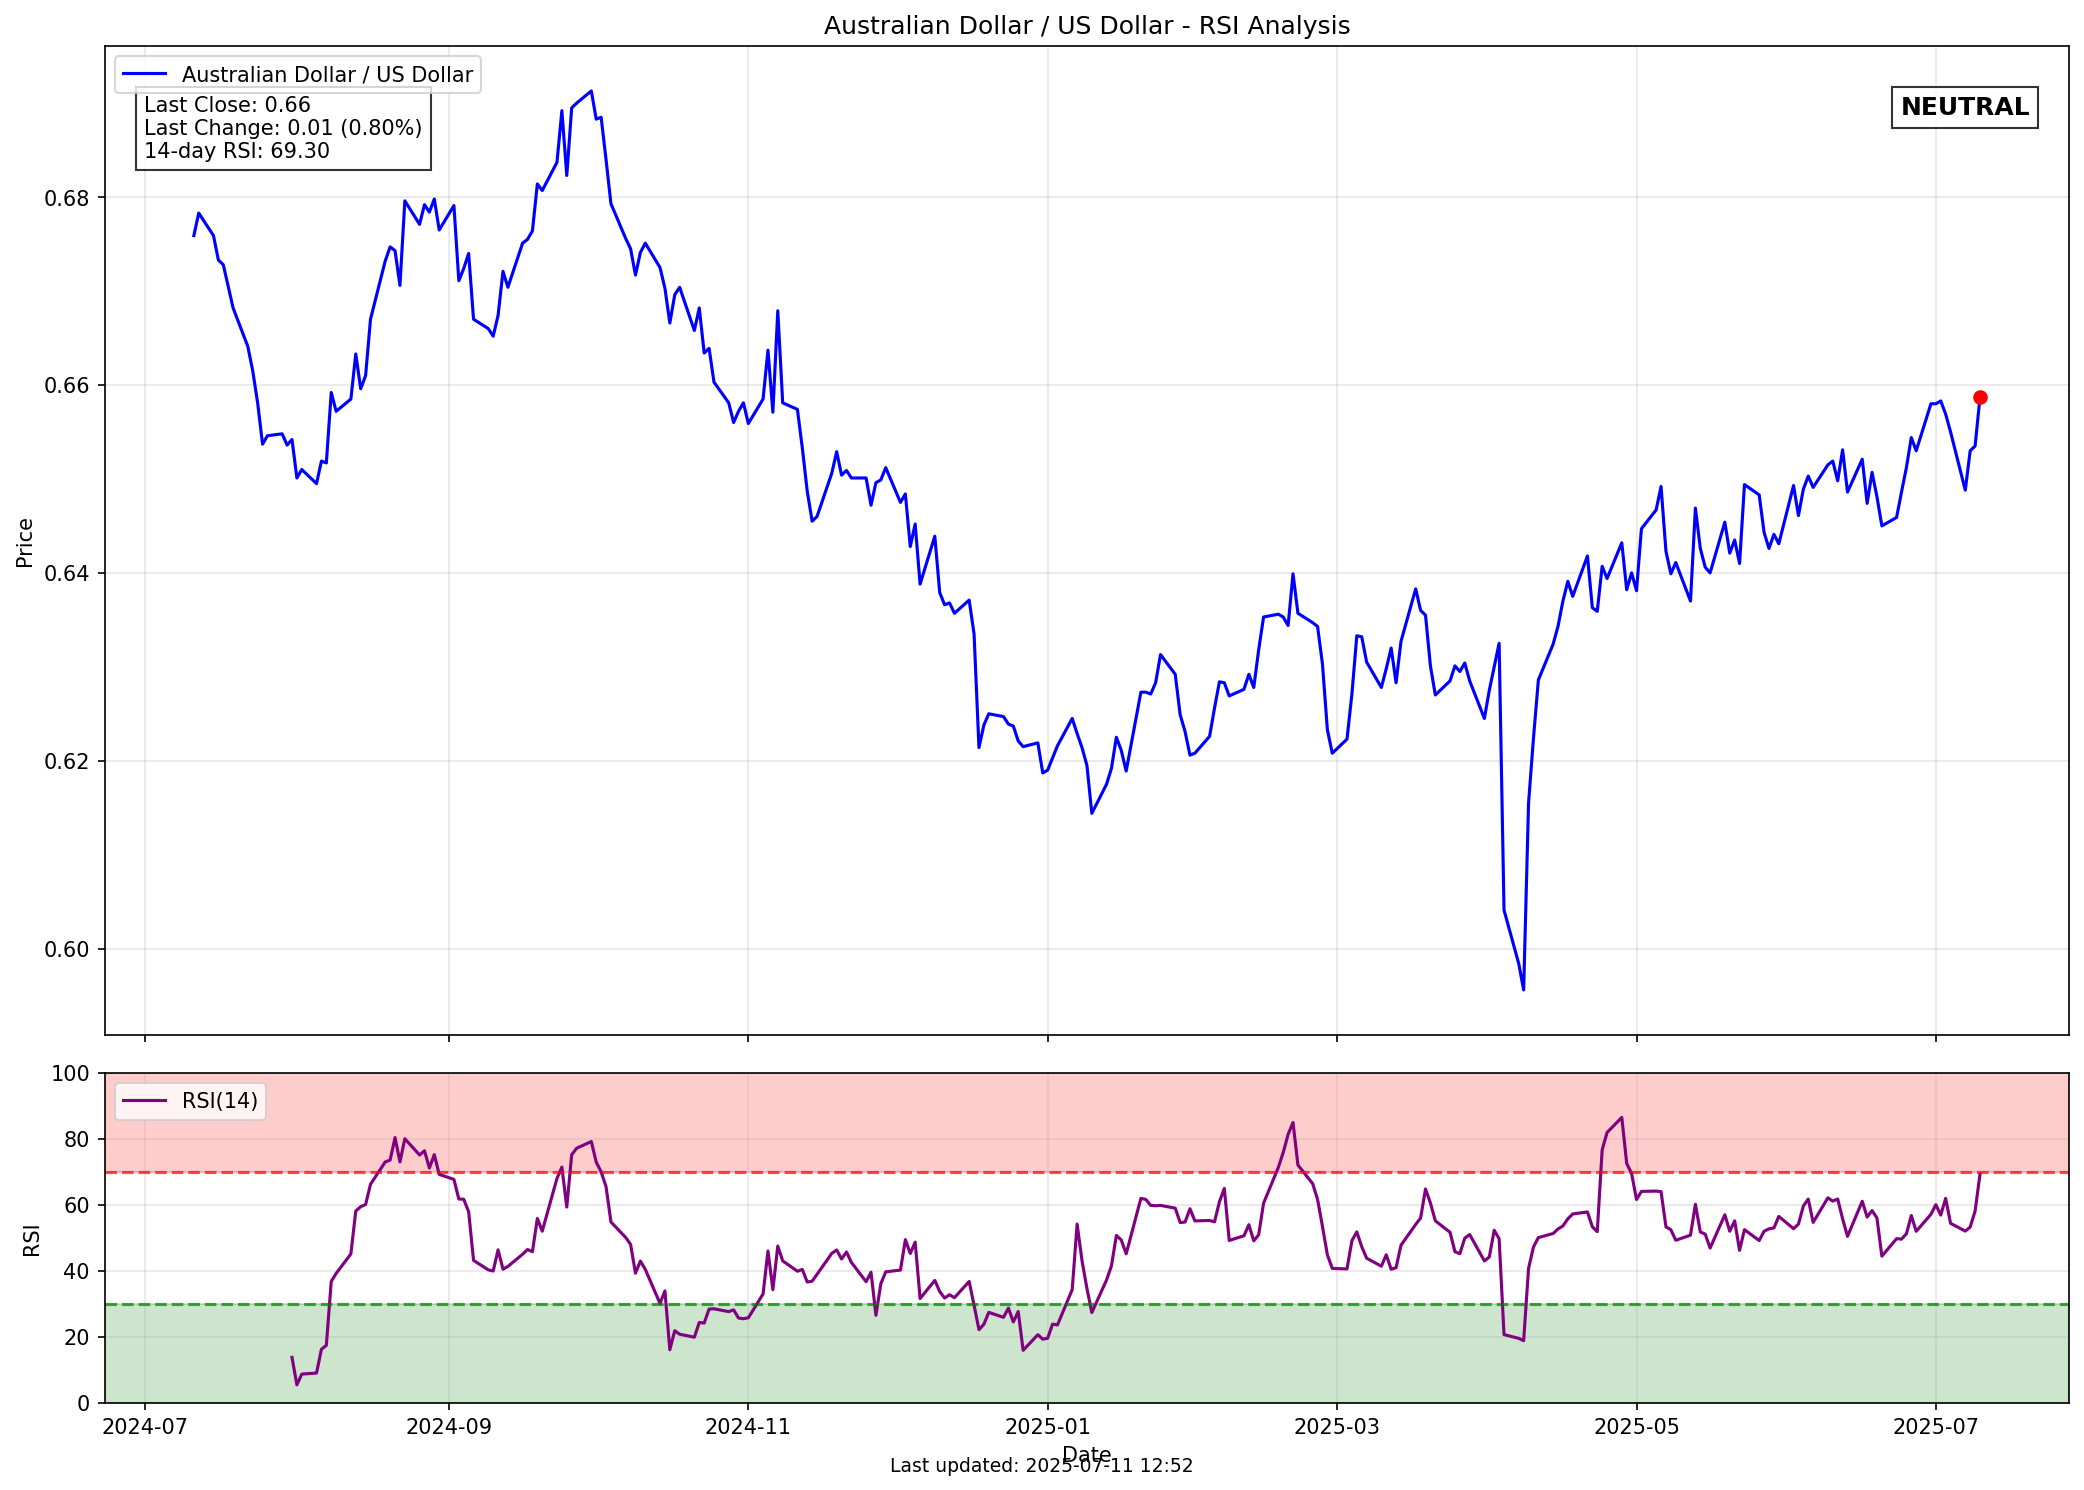 Australian Dollar / US Dollar - RSI Analysis
Australian Dollar / US Dollar
Last Close: 0.66
Last Change: 0.01 (0.80%)
14-day RSI: 69.30
NEUTRAL
Price
0.68
0.66
0.64
0.62
0.60
RSI(14)
RSI
100
80
60
40
20
0
2024-07 2024-09 2024-11 2025-01 2025-03 2025-05 2025-07
Date
Last updated: 2025-07-11 12:52